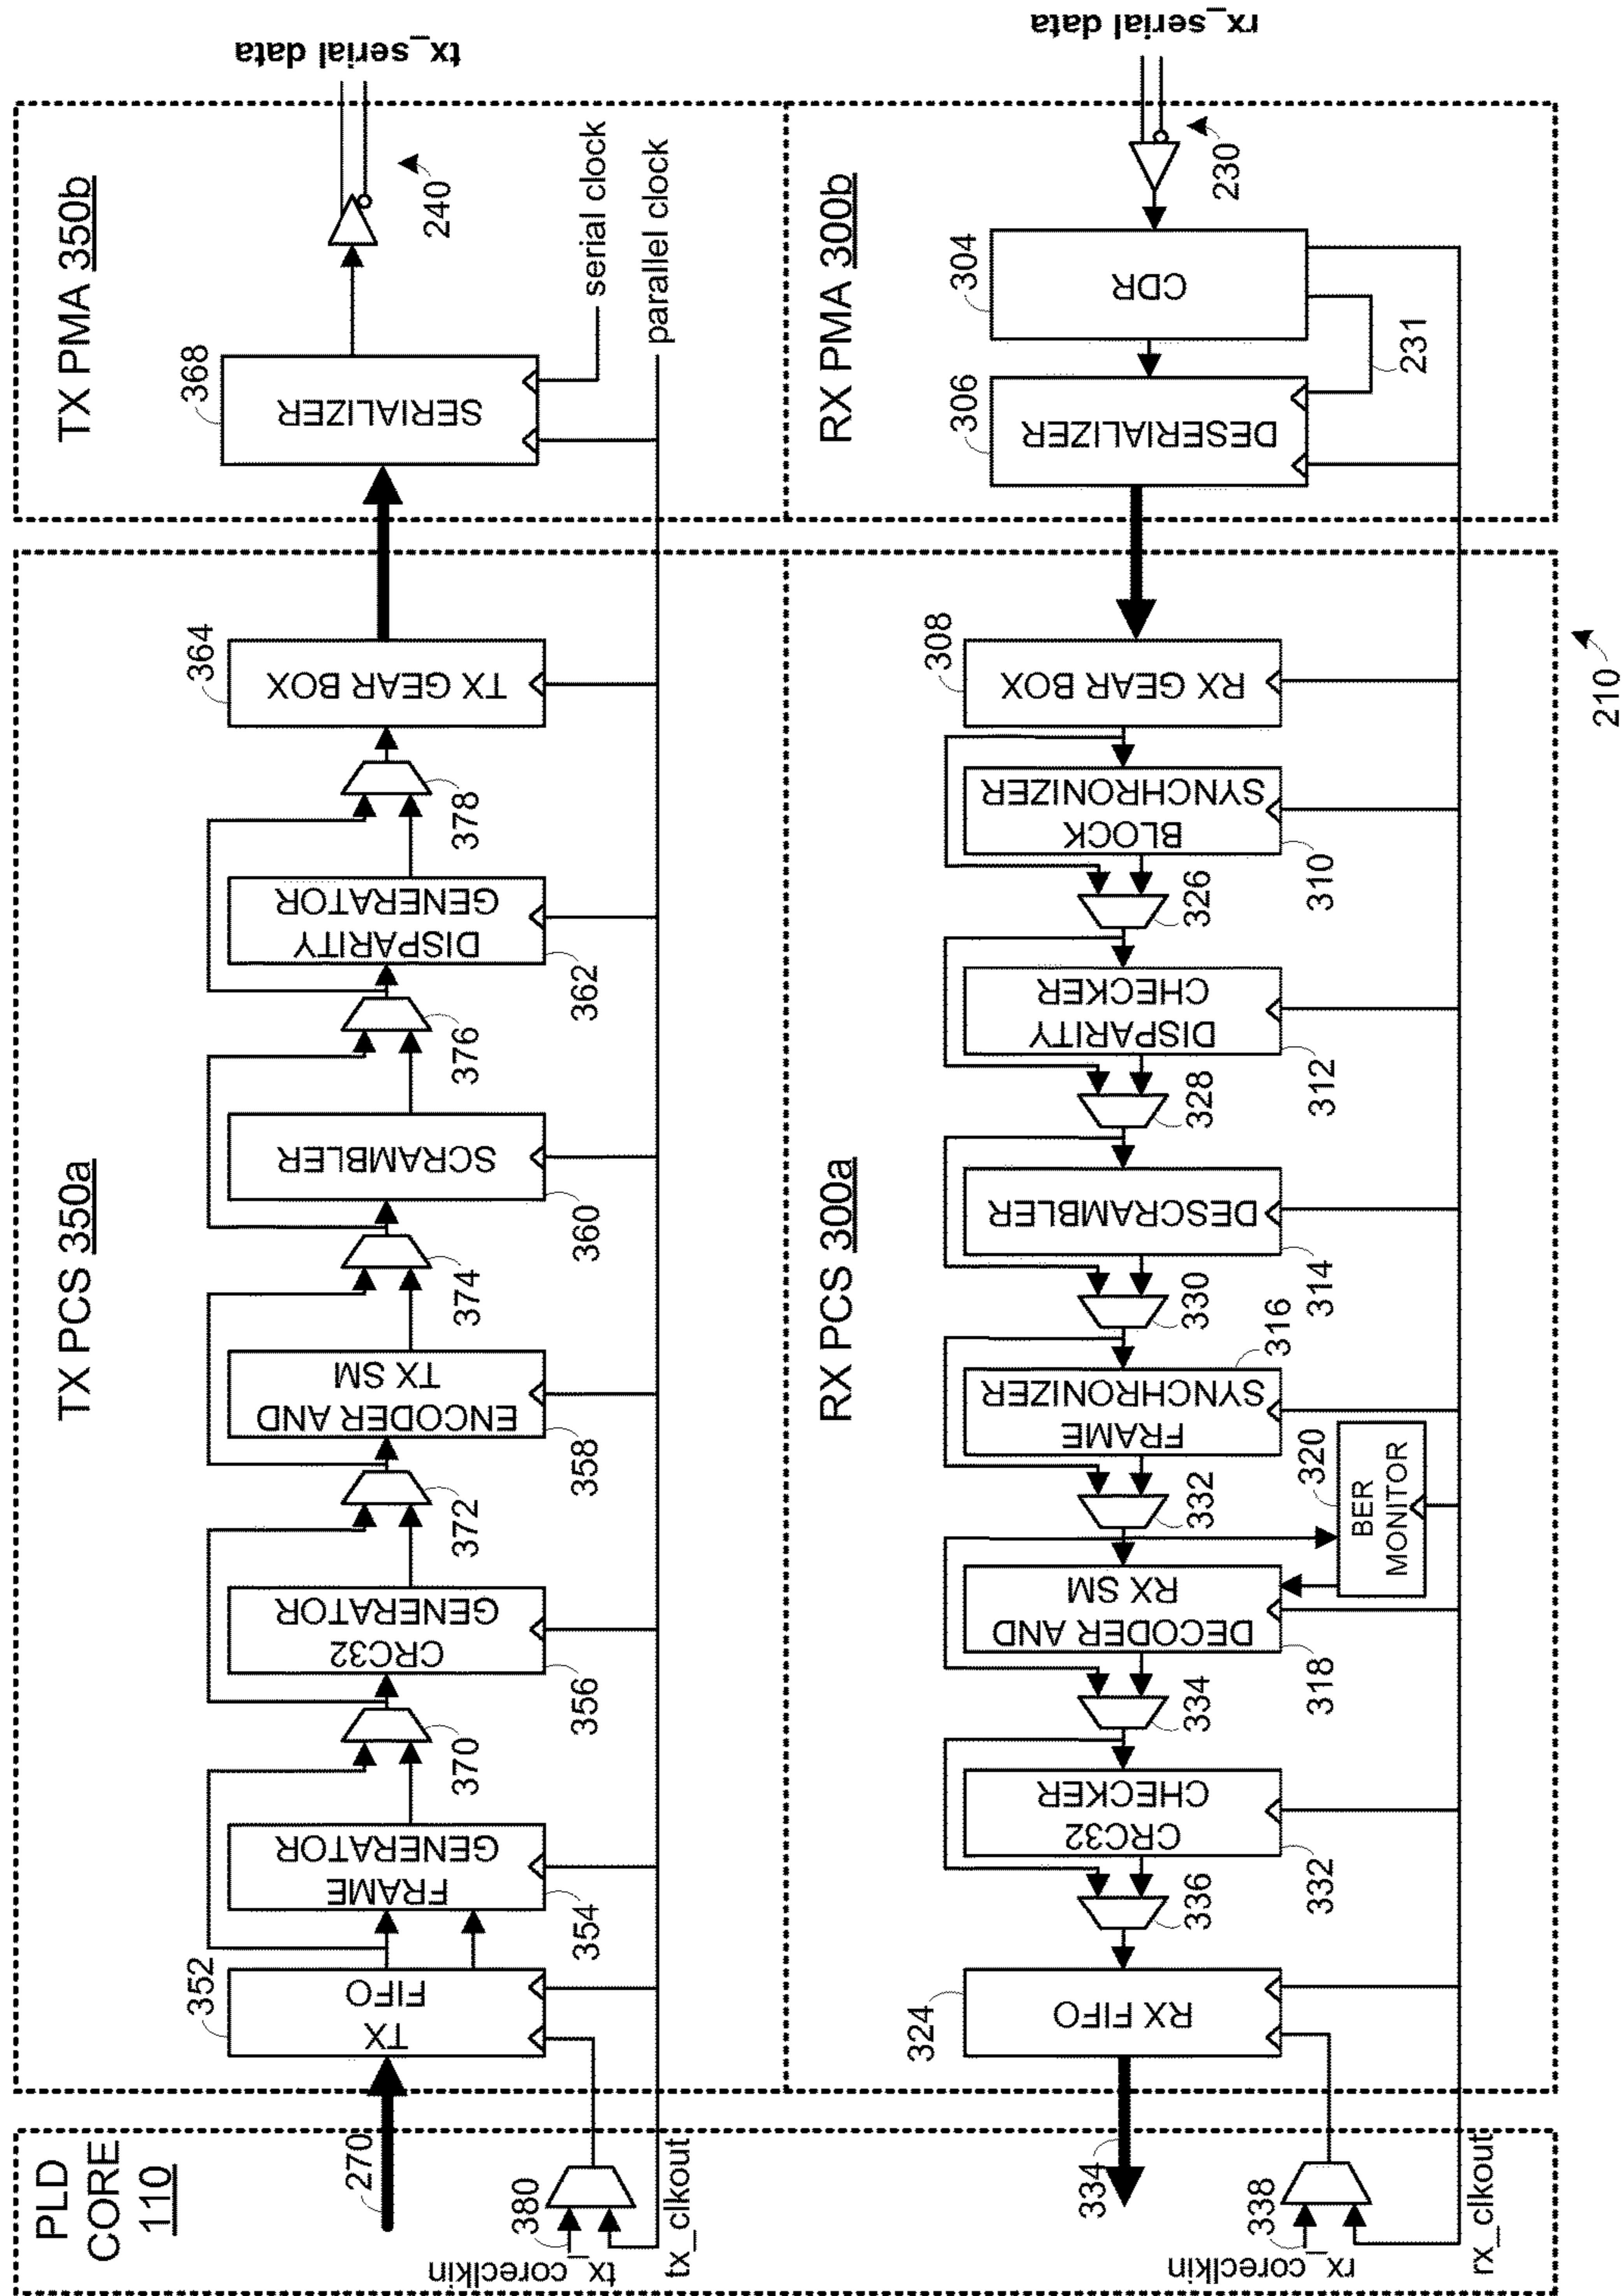 PLD
CORE
110
270
380
tx_coreclkin
tx_clkout
334
338
rx_coreclkin
rx_clkout
TX PCS 350a
352
TX
FIFO
354
FRAME
GENERATOR
370
356
CRC32
GENERATOR
372
358
ENCODER AND
TX SM
374
360
SCRAMBLER
376
362
DISPARITY
GENERATOR
378
364
TX GEAR BOX
TX PMA 350b
368
SERIALIZER
240
tx_serial data
serial clock
parallel clock
RX PCS 300a
324
RX FIFO
336
332
CRC32
CHECKER
334
318
DECODER AND
RX SM
320
BER
MONITOR
332
316
FRAME
SYNCHRONIZER
330
314
DESCRAMBLER
328
312
DISPARITY
CHECKER
326
310
BLOCK
SYNCHRONIZER
308
RX GEAR BOX
RX PMA 300b
306
DESERIALIZER
304
CDR
231
230
rx_serial data
210